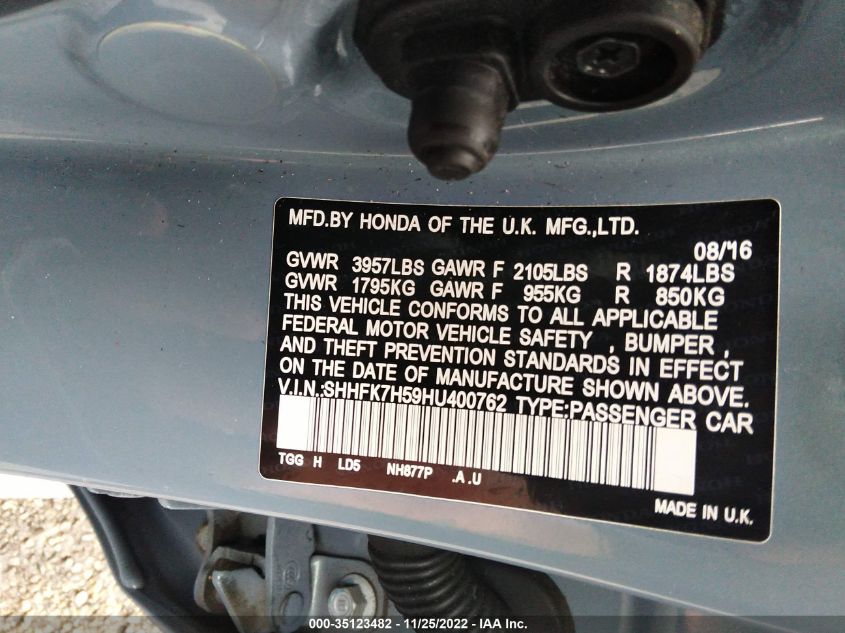 MFD.BY HONDA OF THE U.K. MFG.,LTD.
08/'16
GVWR 3957LBS GAWR F 2105LBS R 1874LBS
GVWR 1795KG GAWR F 955KG R 850KG
THIS VEHICLE CONFORMS TO ALL APPLICABLE
FEDERAL MOTOR VEHICLE SAFETY , BUMPER ,
AND THEFT PREVENTION STANDARDS IN EFFECT
ON THE DATE OF MANUFACTURE SHOWN ABOVE.
V.I.N.:SHHFK7H59HU400762 TYPE:PASSENGER CAR
TGG H LD5 NH877P .A .U
MADE IN U.K.
000-35123482 - 11/25/2022 - IAA Inc.